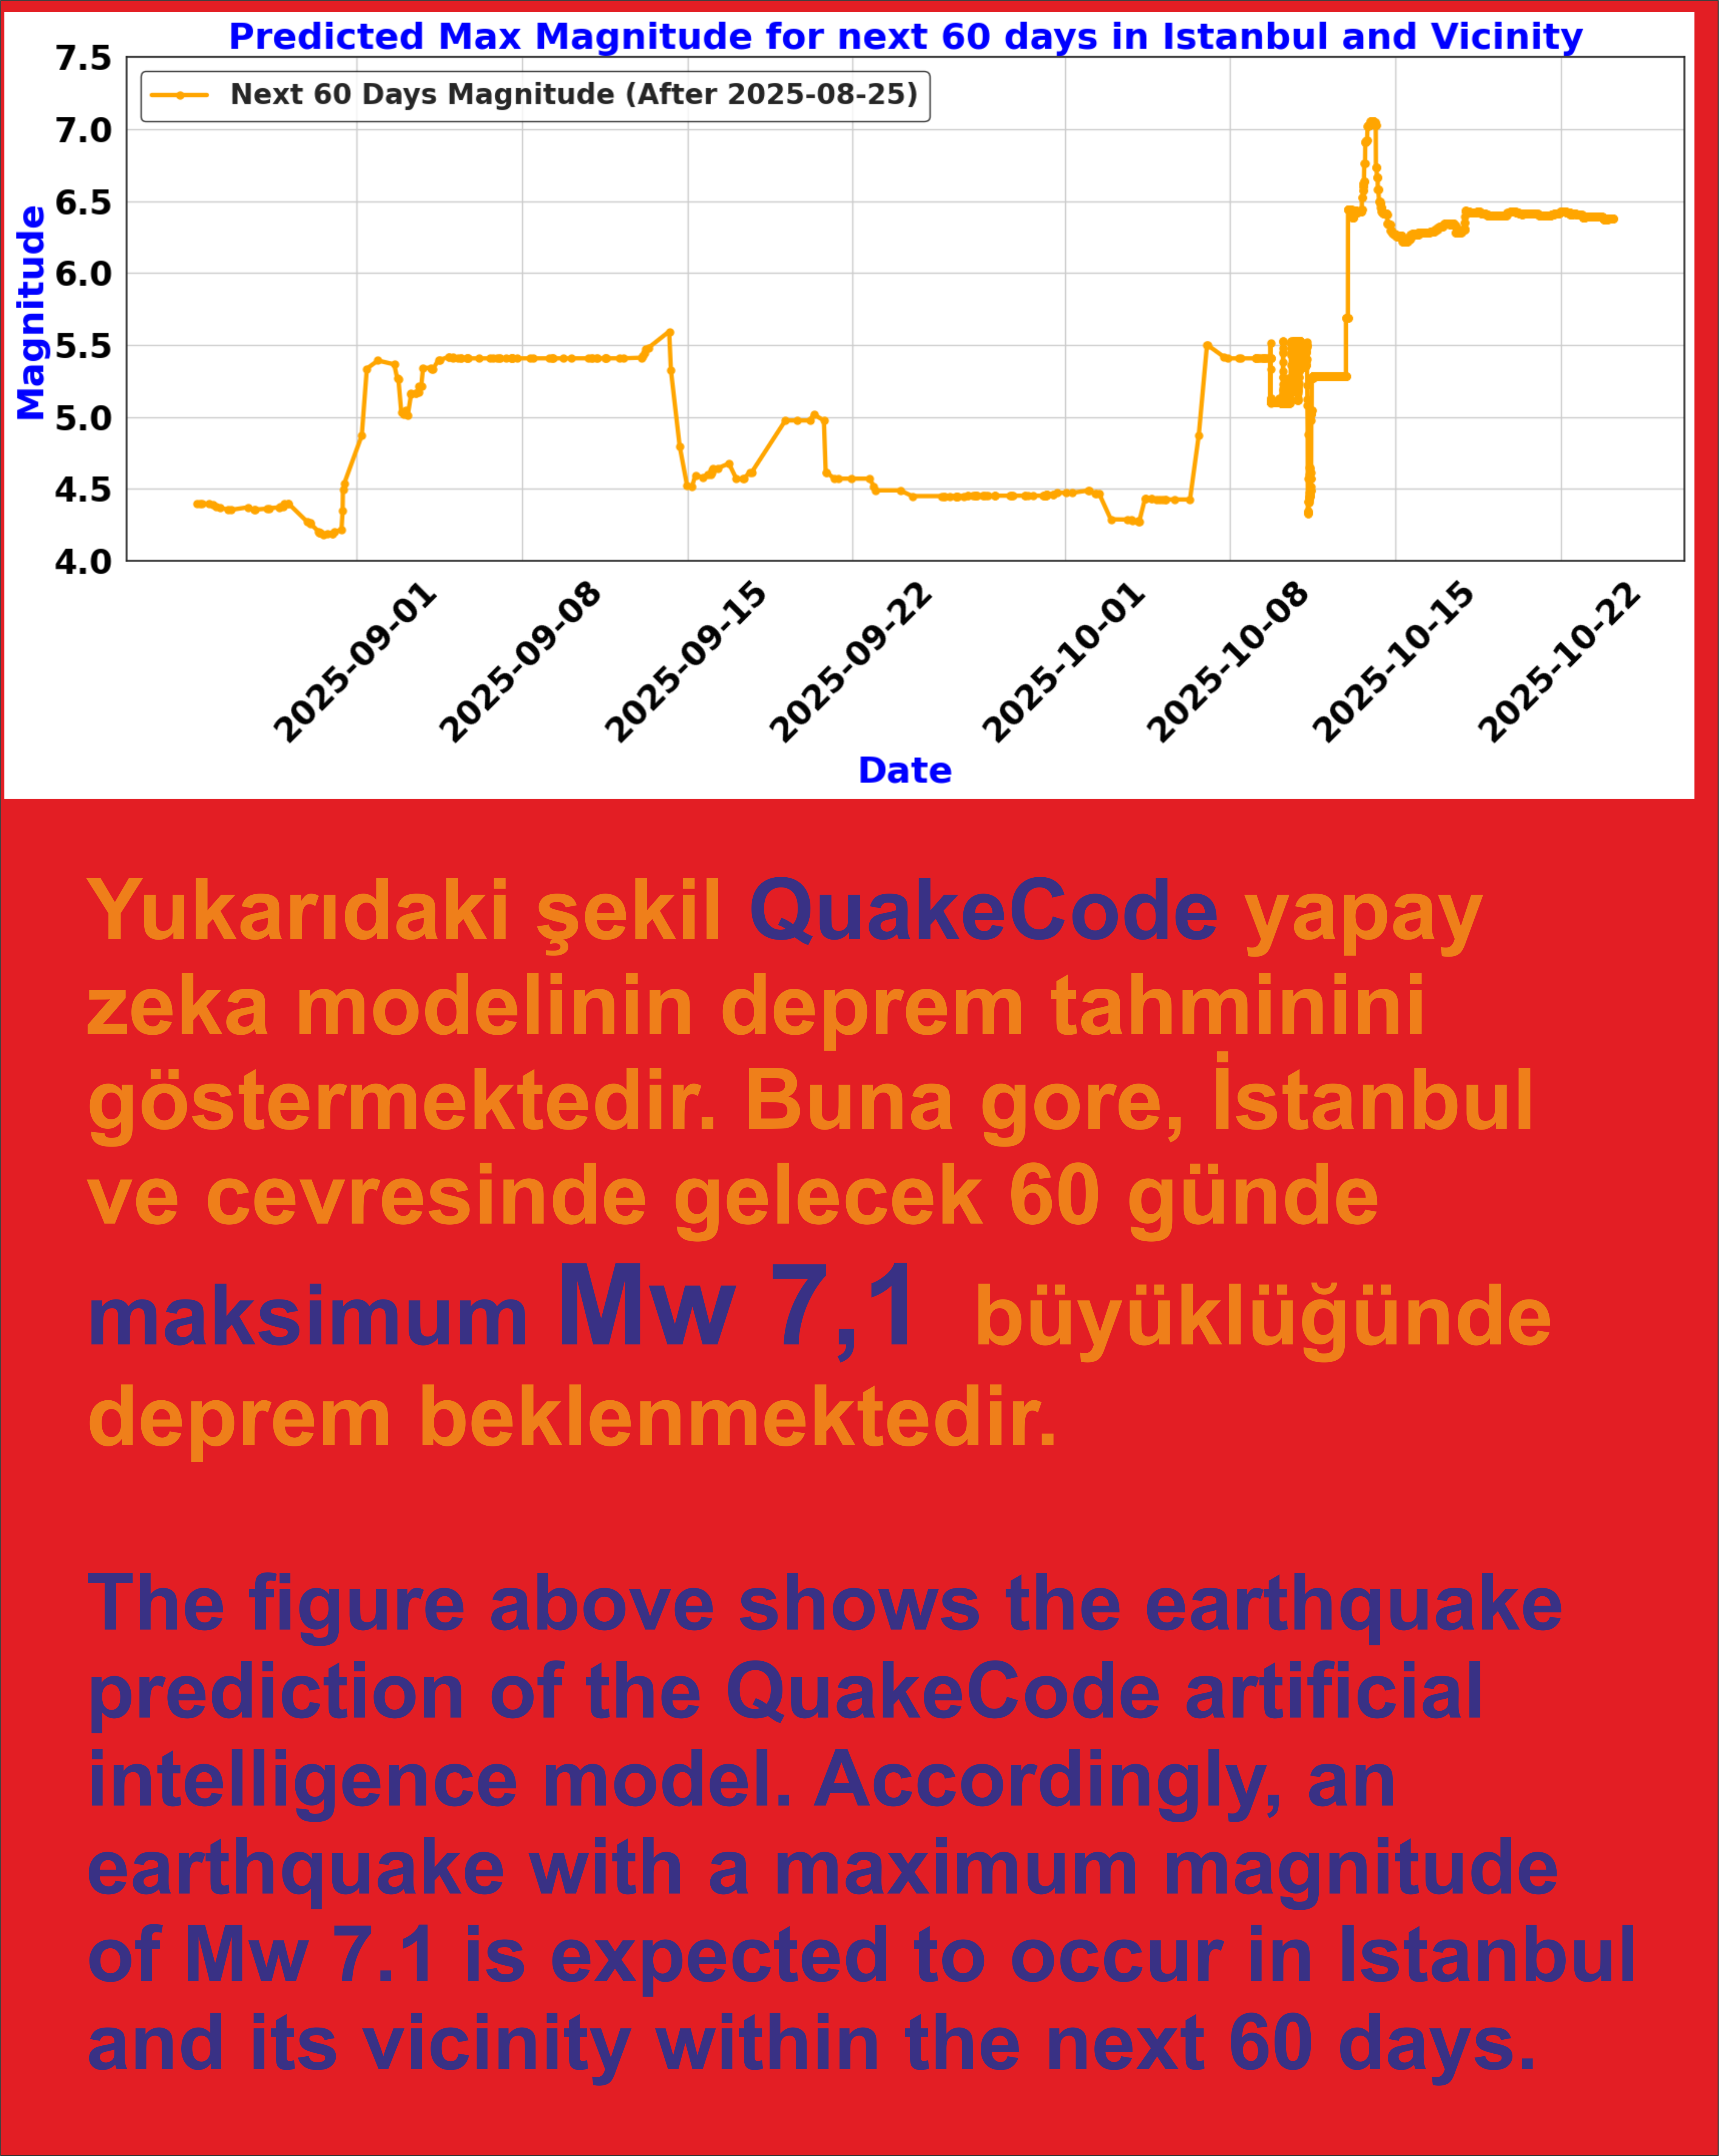 Predicted Max Magnitude for next 60 days in Istanbul and Vicinity
Next 60 Days Magnitude (After 2025-08-25)
Magnitude
7.5
7.0
6.5
6.0
5.5
5.0
4.5
4.0
2025-09-01
2025-09-08
2025-09-15
2025-09-22
2025-10-01
2025-10-08
2025-10-15
2025-10-22
Date
Yukarıdaki şekil QuakeCode yapay
zeka modelinin deprem tahminini
göstermektedir. Buna gore, İstanbul
ve cevresinde gelecek 60 günde
maksimum Mw 7,1 büyüklüğünde
deprem beklenmektedir.
The figure above shows the earthquake
prediction of the QuakeCode artificial
intelligence model. Accordingly, an
earthquake with a maximum magnitude
of Mw 7.1 is expected to occur in Istanbul
and its vicinity within the next 60 days.